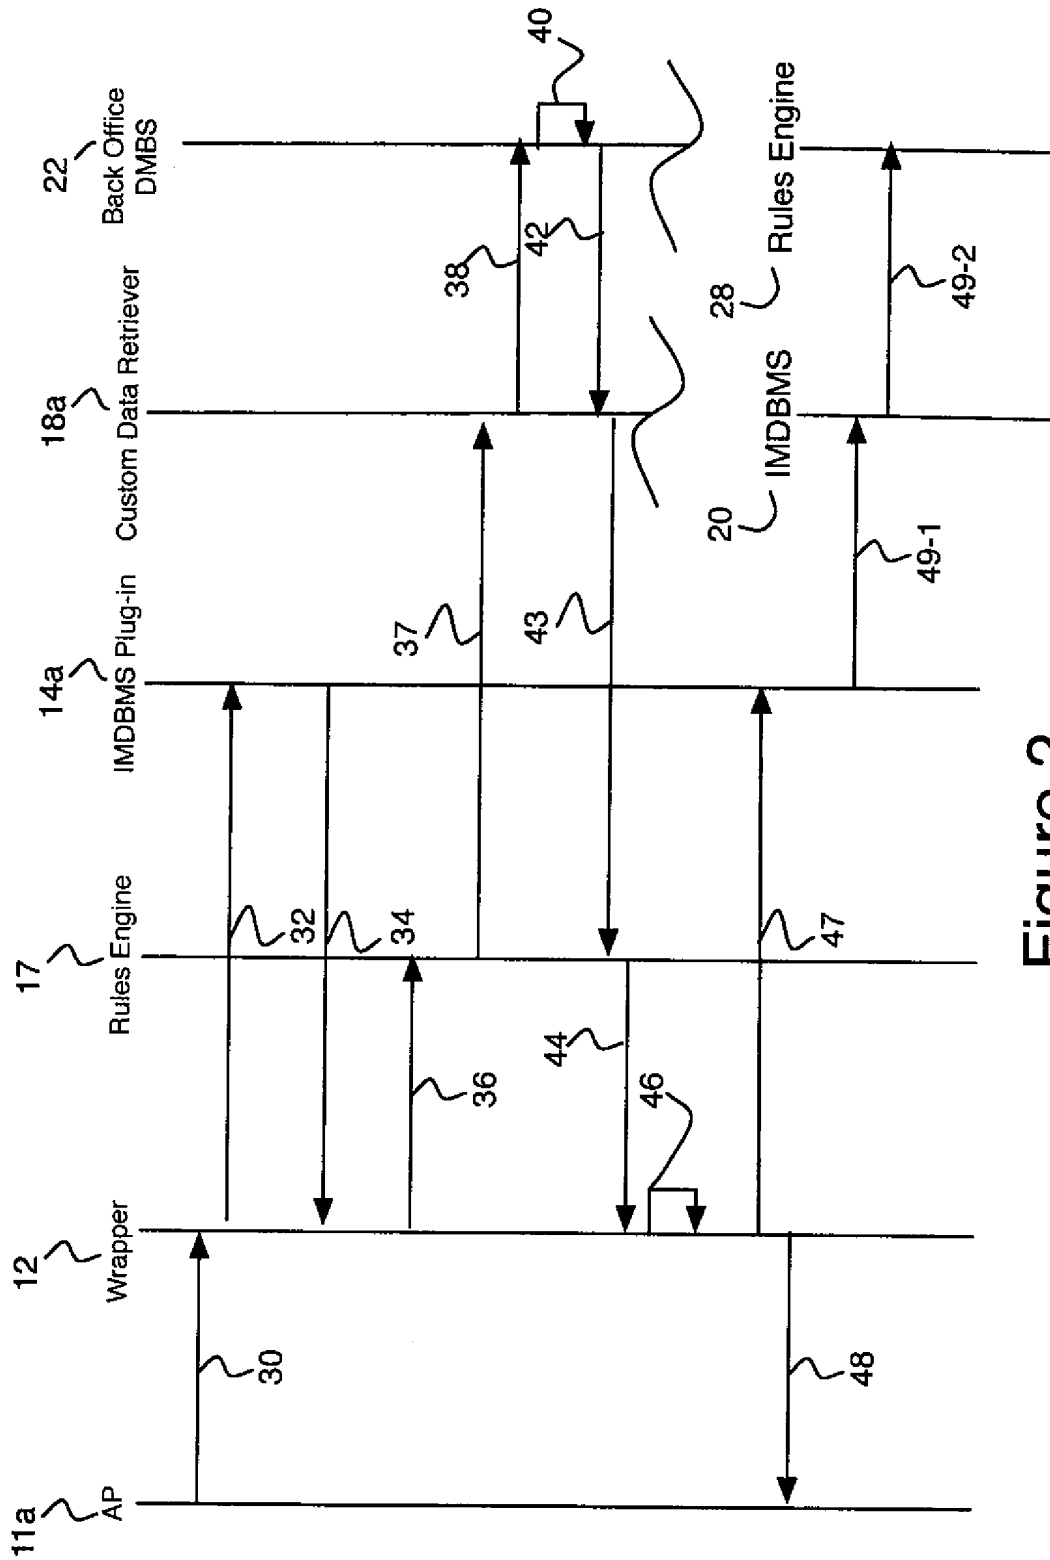 11a
AP
12
Wrapper
17
Rules Engine
14a
IMDBMS Plug-in
18a
Custom Data Retriever
22
Back Office
DMBS
30
32
34
36
37
38
40
42
43
44
46
20
IMDBMS
28
Rules Engine
47
48
49-1
49-2
Figure